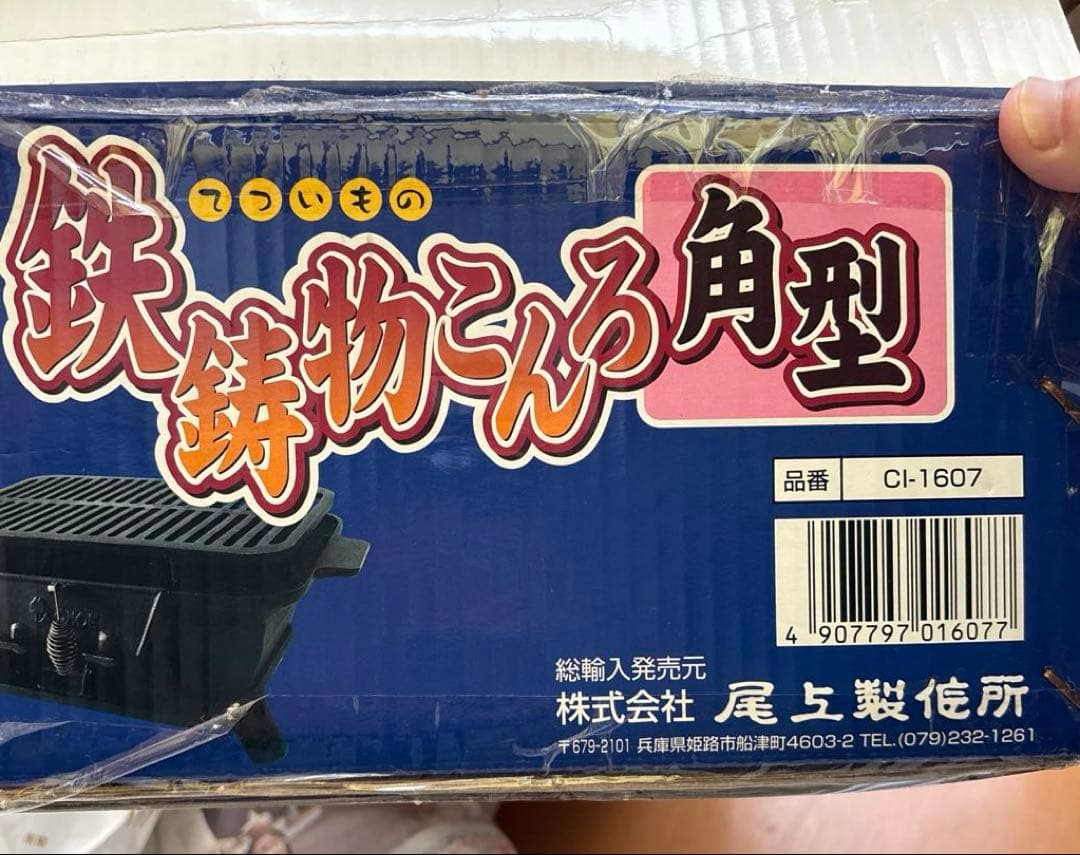 てついもの
鉄鋳物こんろ 角型
品番 CI-1607
4 907797 016077
総輸入発売元
株式会社 尾上製作所
〒679-2101 兵庫県姫路市船津町4603-2 TEL.(079)232-1261